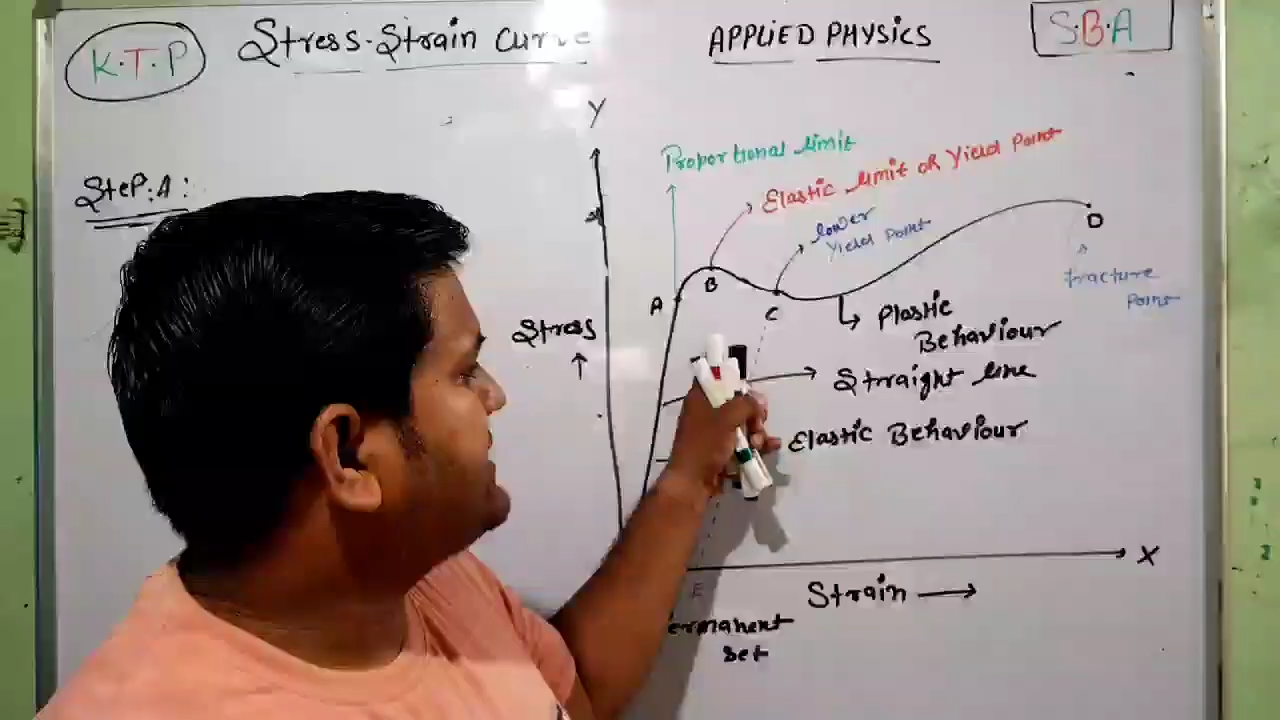 K.T.P
Stress-Strain Curve
APPLIED PHYSICS
S.B.A
Y
Proportional limit
Elastic limit or Yield Point
SteP:A:
lower
Yield Point
D
B
A
C
fracture
Point
Stress
Plastic
Behaviour
Straight line
Elastic Behaviour
X
E
Strain
ermanent
set